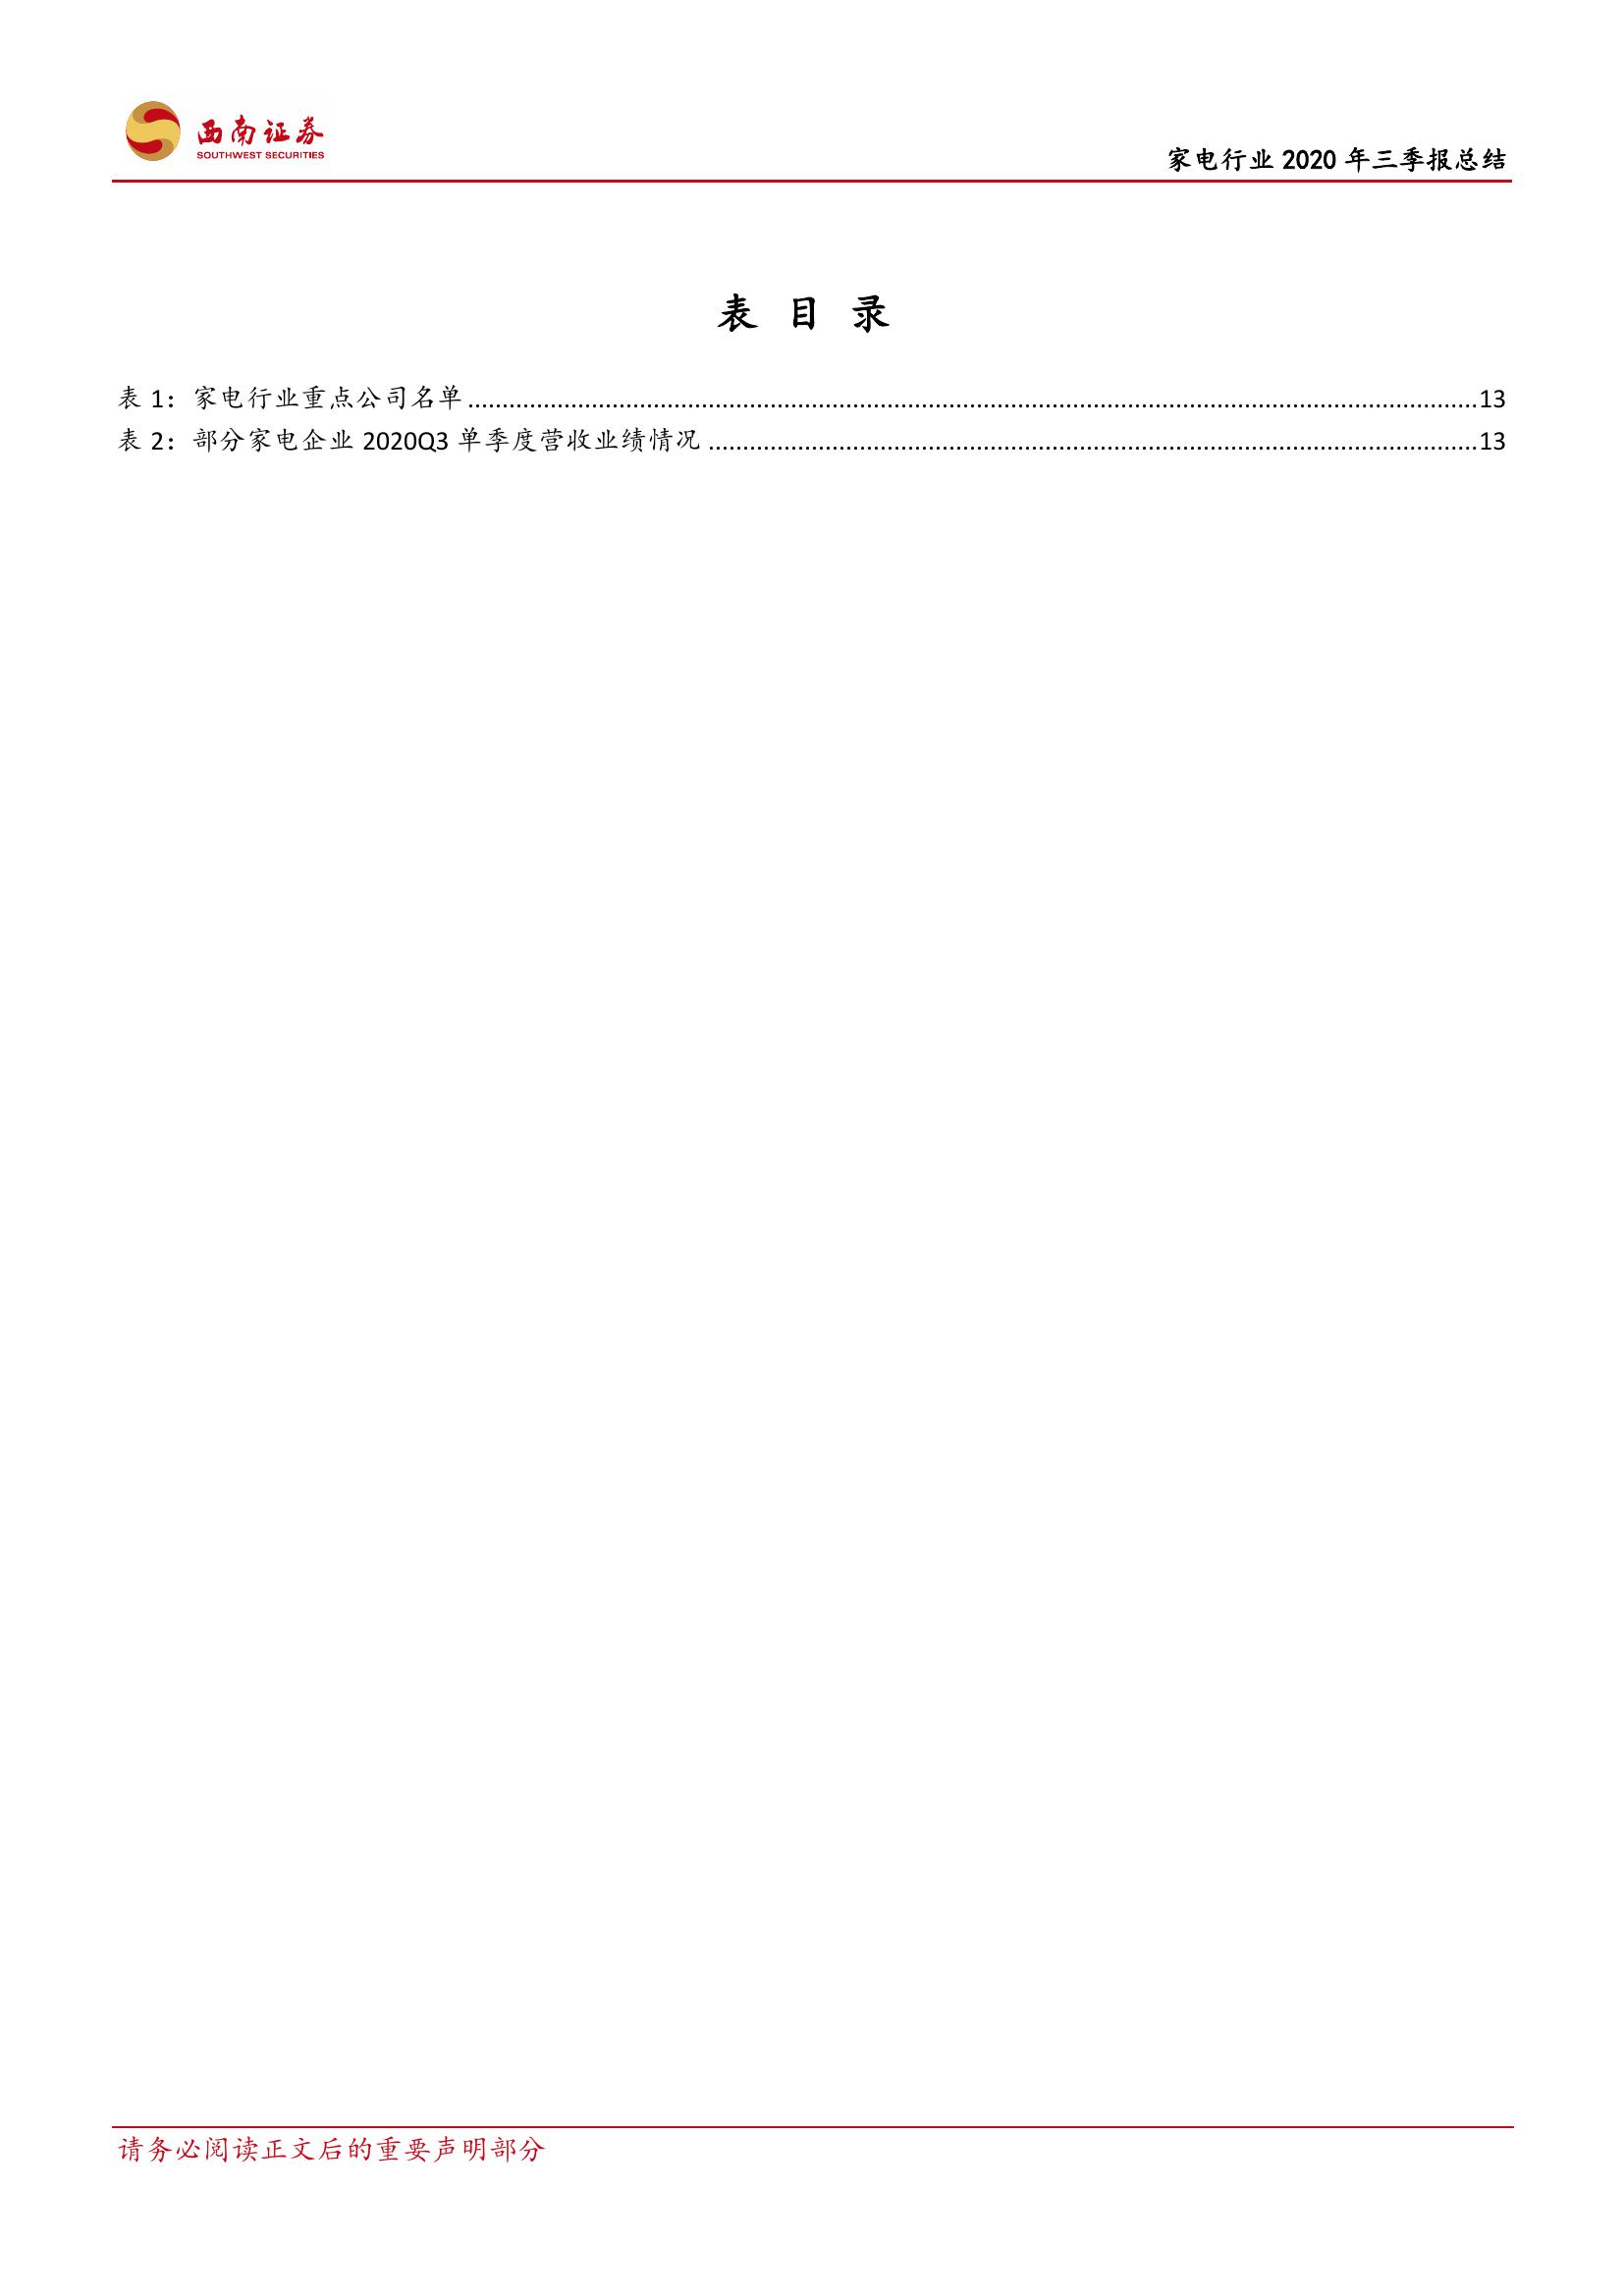 西南证券
SOUTHWEST SECURITIES
家电行业 2020 年三季报总结
表 目 录
表 1：家电行业重点公司名单........................................................................13
表 2：部分家电企业 2020Q3 单季度营收业绩情况........................................................................13
请务必阅读正文后的重要声明部分